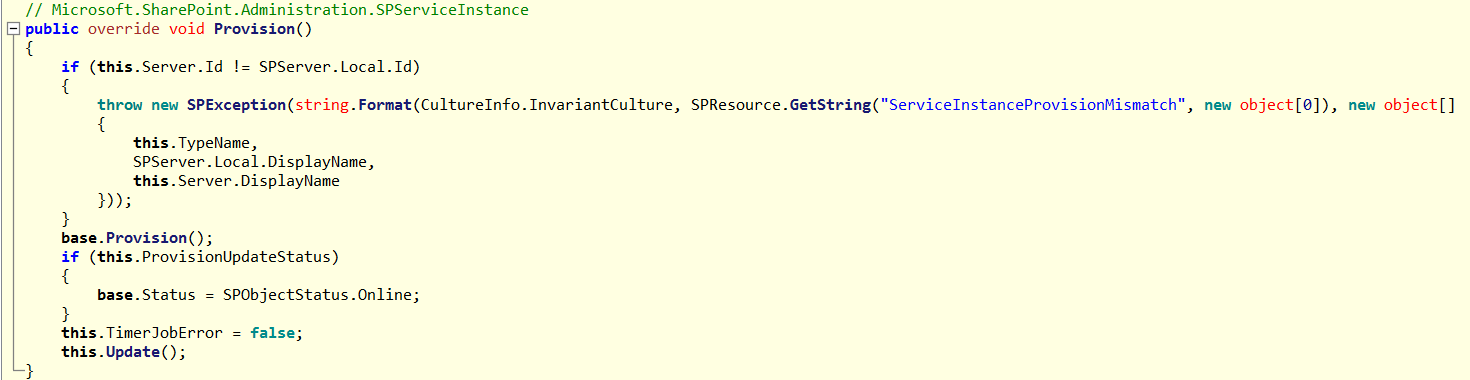 // Microsoft.SharePoint.Administration.SPServiceInstance
public override void Provision()
{
if (this.Server.Id != SPServer.Local.Id)
{
throw new SPException(string.Format(CultureInfo.InvariantCulture, SPResource.GetString("ServiceInstanceProvisionMismatch", new object[0]), new object[]
{
this.TypeName,
SPServer.Local.DisplayName,
this.Server.DisplayName
}));
}
base.Provision();
if (this.ProvisionUpdateStatus)
{
base.Status = SPObjectStatus.Online;
}
this.TimerJobError = false;
this.Update();
}